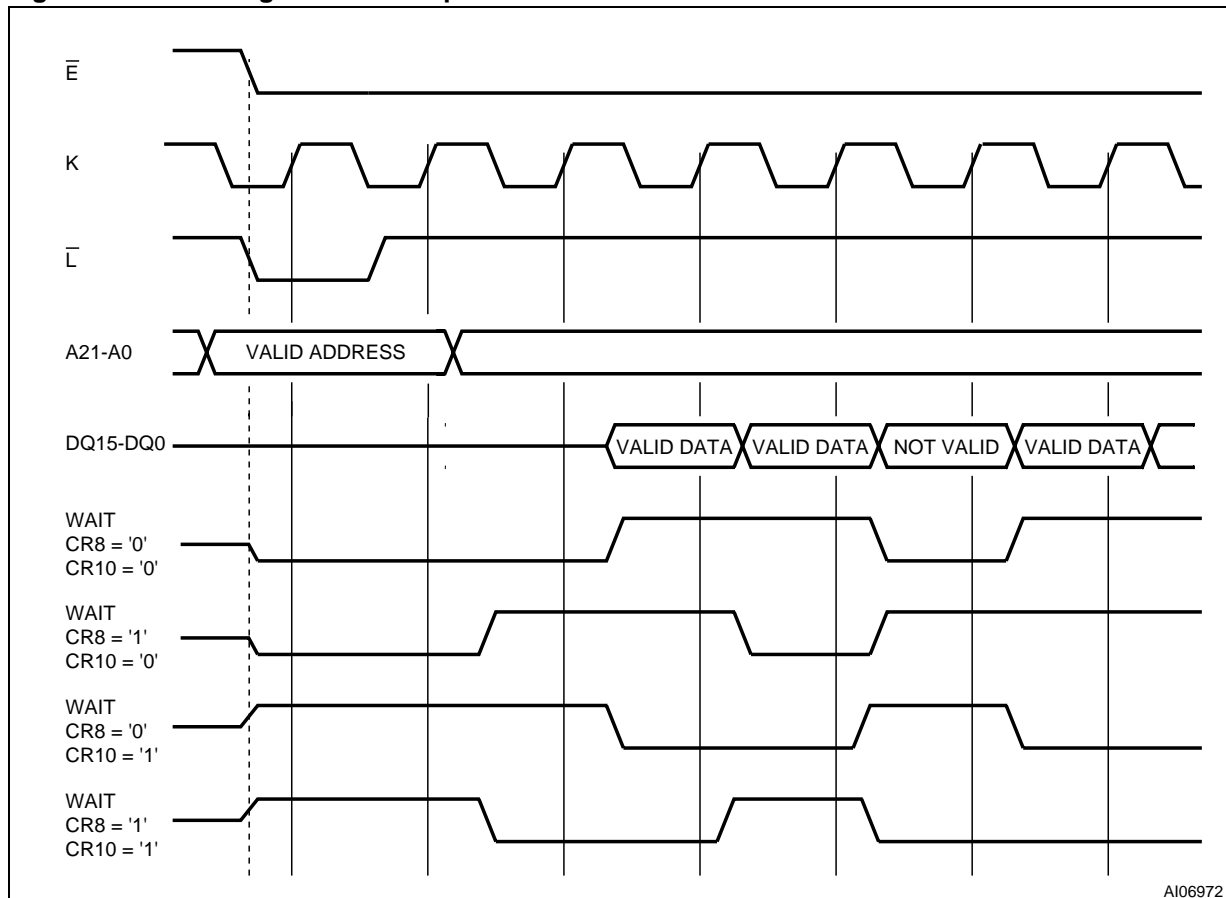 E
K
L
A21-A0
VALID ADDRESS
DQ15-DQ0
VALID DATA
VALID DATA
NOT VALID
VALID DATA
WAIT
CR8 = '0'
CR10 = '0'
WAIT
CR8 = '1'
CR10 = '0'
WAIT
CR8 = '0'
CR10 = '1'
WAIT
CR8 = '1'
CR10 = '1'
AI06972